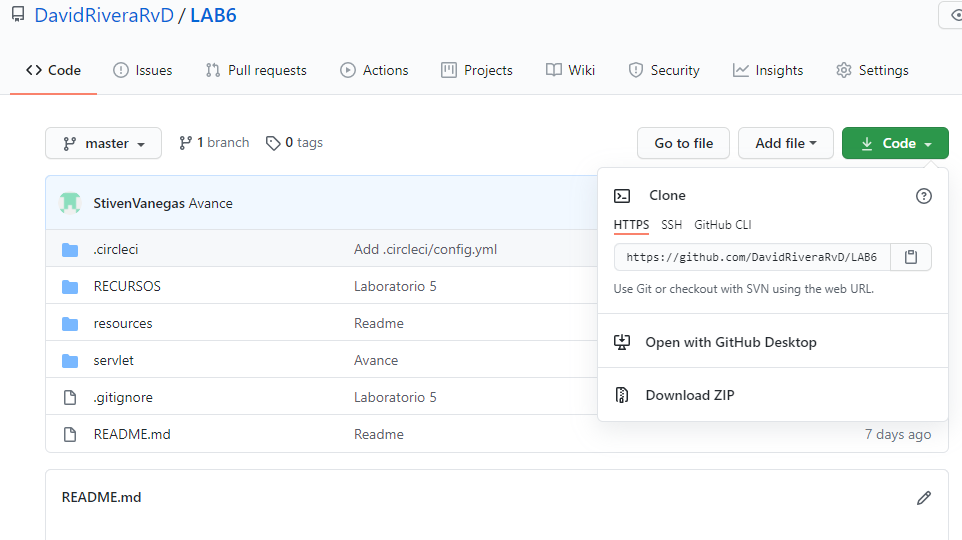 DavidRiveraRvD / LAB6
Code Issues Pull requests Actions Projects Wiki Security Insights Settings
master 1 branch 0 tags Go to file Add file Code
StivenVanegas Avance
.circleci Add .circleci/config.yml
RECURSOS Laboratorio 5
resources Readme
servlet Avance
.gitignore Laboratorio 5
README.md Readme 7 days ago
Clone
HTTPS SSH GitHub CLI
https://github.com/DavidRiveraRvD/LAB6
Use Git or checkout with SVN using the web URL.
Open with GitHub Desktop
Download ZIP
README.md